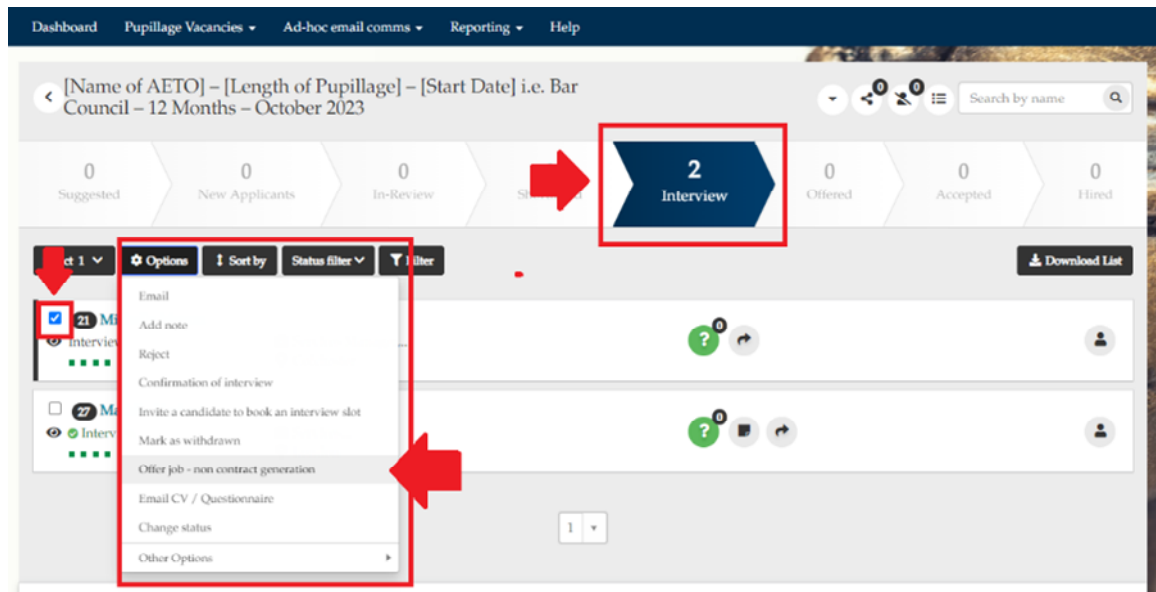 Dashboard Pupillage Vacancies Ad-hoc email comms Reporting Help
[Name of AETO] – [Length of Pupillage] – [Start Date] i.e. Bar
Council – 12 Months – October 2023
0 0 Search by name
0 0 0 2 0 0 0
Suggested New Applicants In-Review Interview Offered Accepted Hired
1 Options Sort by Status filter Filter Download List
21 Mi
Interview
0
27 Ma
Interv
0
Email
Add note
Reject
Confirmation of interview
Invite a candidate to book an interview slot
Mark as withdrawn
Offer job - non contract generation
Email CV / Questionnaire
Change status
Other Options
1